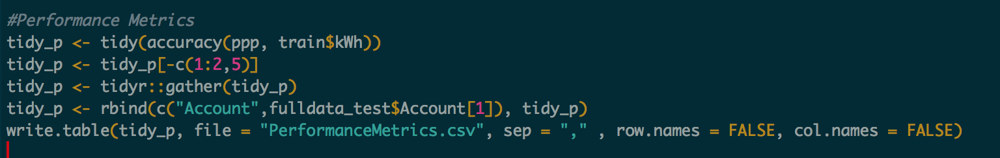 #Performance Metrics
tidy_p <- tidy(accuracy(ppp, train$kWh))
tidy_p <- tidy_p[-c(1:2,5)]
tidy_p <- tidyr::gather(tidy_p)
tidy_p <- rbind(c("Account",fulldata_test$Account[1]), tidy_p)
write.table(tidy_p, file = "PerformanceMetrics.csv", sep = "," , row.names = FALSE, col.names = FALSE)